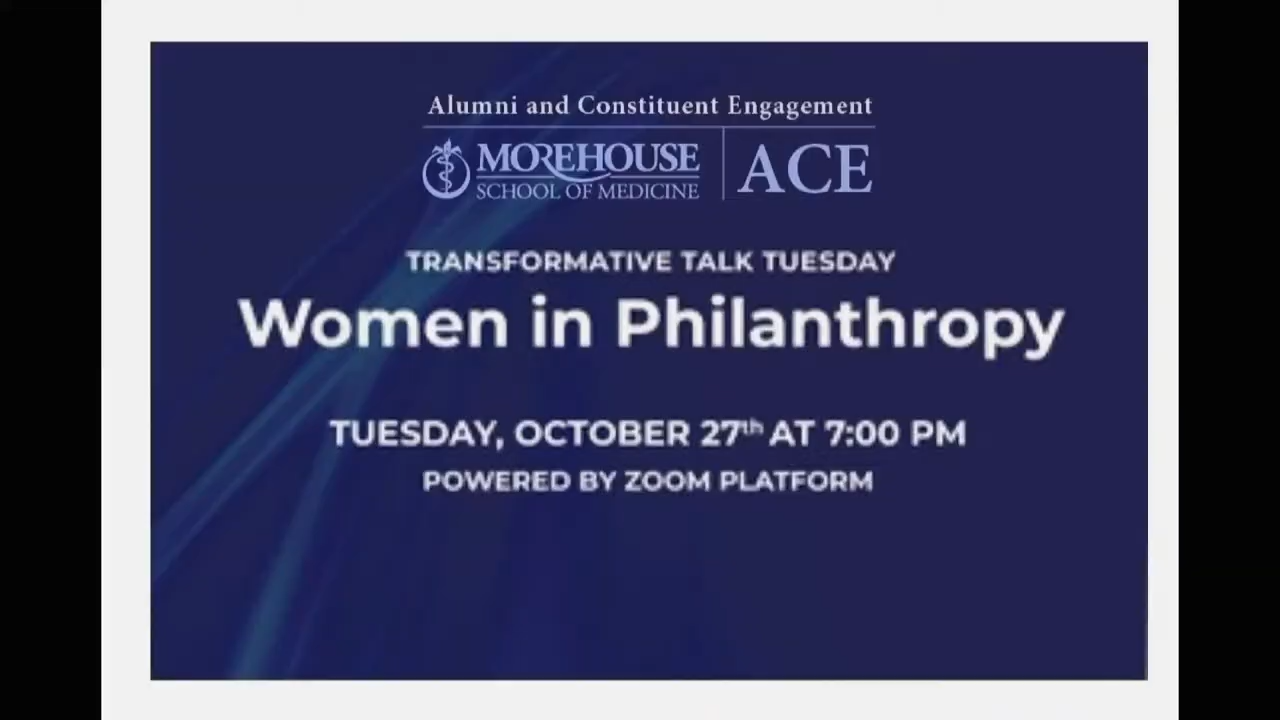 Alumni and Constituent Engagement
MOREHOUSE
SCHOOL OF MEDICINE
ACE
TRANSFORMATIVE TALK TUESDAY
Women in Philanthropy
TUESDAY, OCTOBER 27th AT 7:00 PM
POWERED BY ZOOM PLATFORM